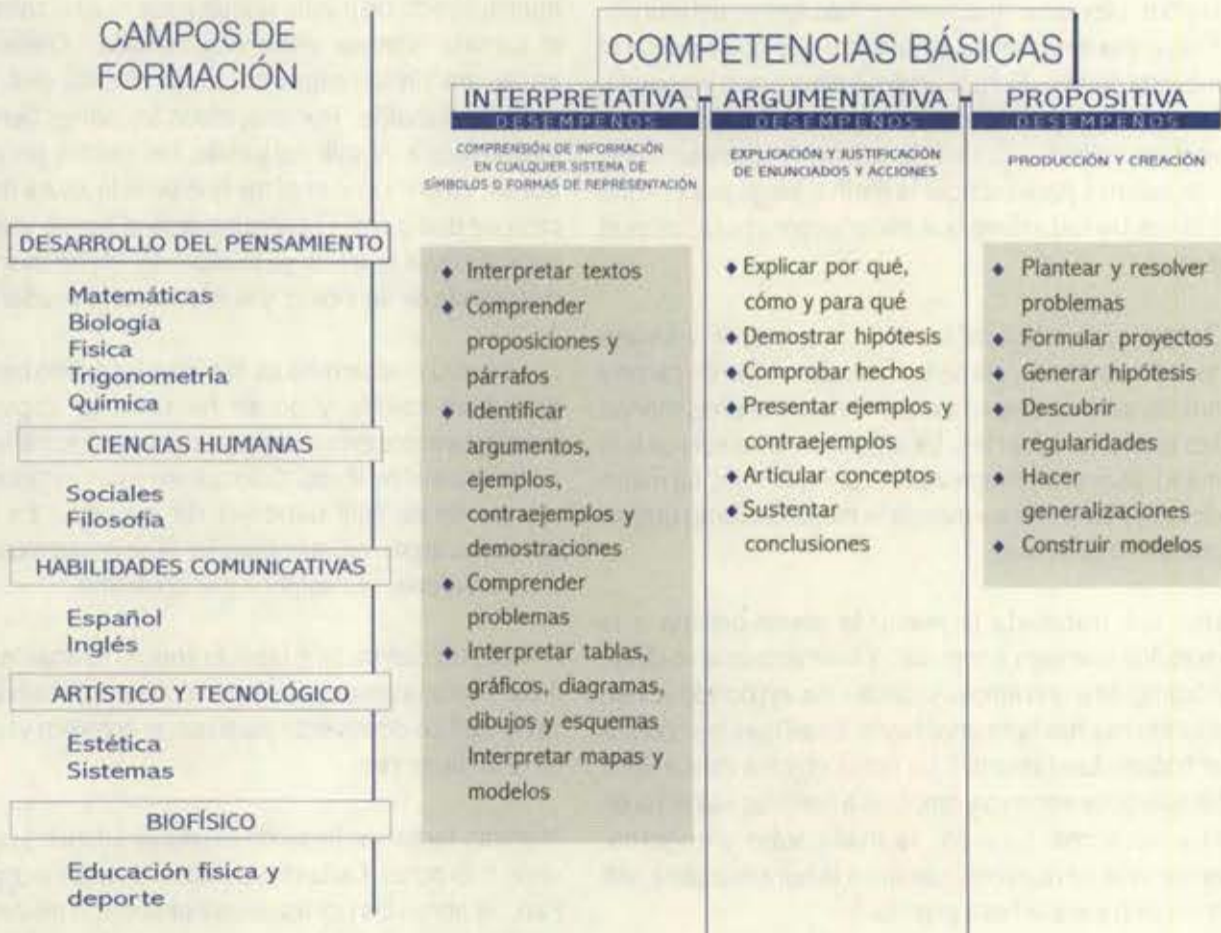 CAMPOS DE
FORMACIÓN
DESARROLLO DEL PENSAMIENTO
Matemáticas
Biología
Física
Trigonometría
Química
CIENCIAS HUMANAS
Sociales
Filosofía
HABILIDADES COMUNICATIVAS
Español
Inglés
ARTÍSTICO Y TECNOLÓGICO
Estética
Sistemas
BIOFÍSICO
Educación física y
deporte
COMPETENCIAS BÁSICAS
INTERPRETATIVA
DESEMPEÑOS
COMPRENSIÓN DE INFORMACIÓN
EN CUALQUIER SISTEMA DE
SÍMBOLOS O FORMAS DE REPRESENTACIÓN
◆ Interpretar textos
◆ Comprender
proposiciones y
párrafos
◆ Identificar
argumentos,
ejemplos,
contraejemplos y
demostraciones
◆ Comprender
problemas
◆ Interpretar tablas,
gráficos, diagramas,
dibujos y esquemas
◆ Interpretar mapas y
modelos
ARGUMENTATIVA
DESEMPEÑOS
EXPLICACIÓN Y JUSTIFICACIÓN
DE ENUNCIADOS Y ACCIONES
◆ Explicar por qué,
cómo y para qué
◆ Demostrar hipótesis
◆ Comprobar hechos
◆ Presentar ejemplos y
contraejemplos
◆ Articular conceptos
◆ Sustentar
conclusiones
PROPOSITIVA
DESEMPEÑOS
PRODUCCIÓN Y CREACIÓN
◆ Plantear y resolver
problemas
◆ Formular proyectos
◆ Generar hipótesis
◆ Descubrir
regularidades
◆ Hacer
generalizaciones
◆ Construir modelos